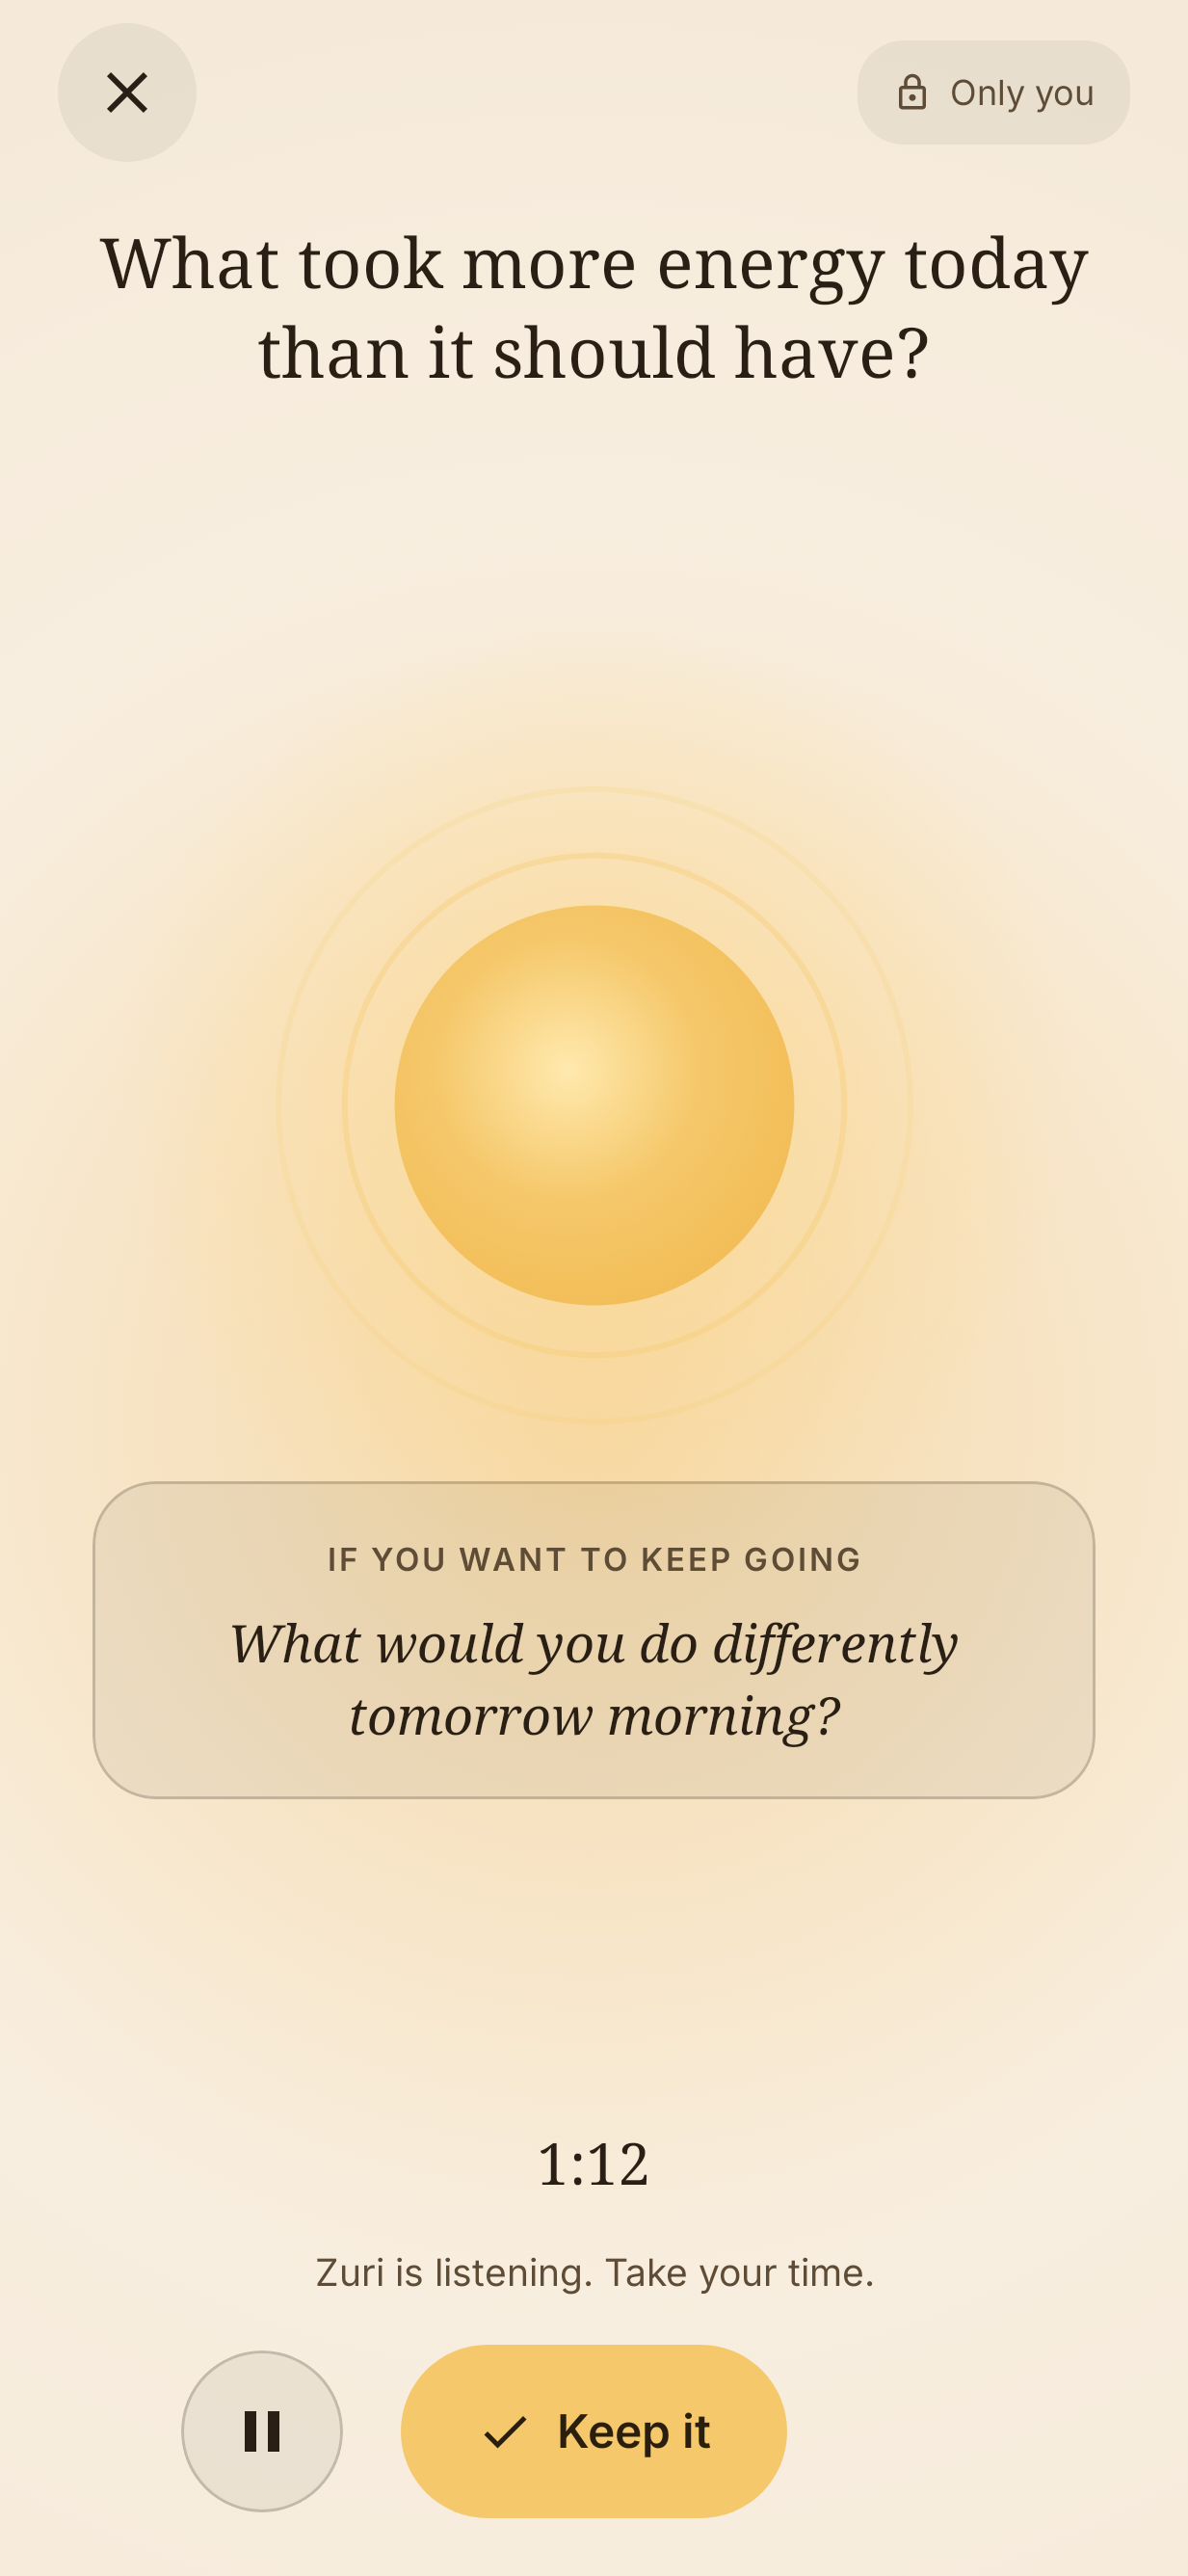 Only you
What took more energy today
than it should have?
IF YOU WANT TO KEEP GOING
What would you do differently
tomorrow morning?
1:12
Zuri is listening. Take your time.
Keep it